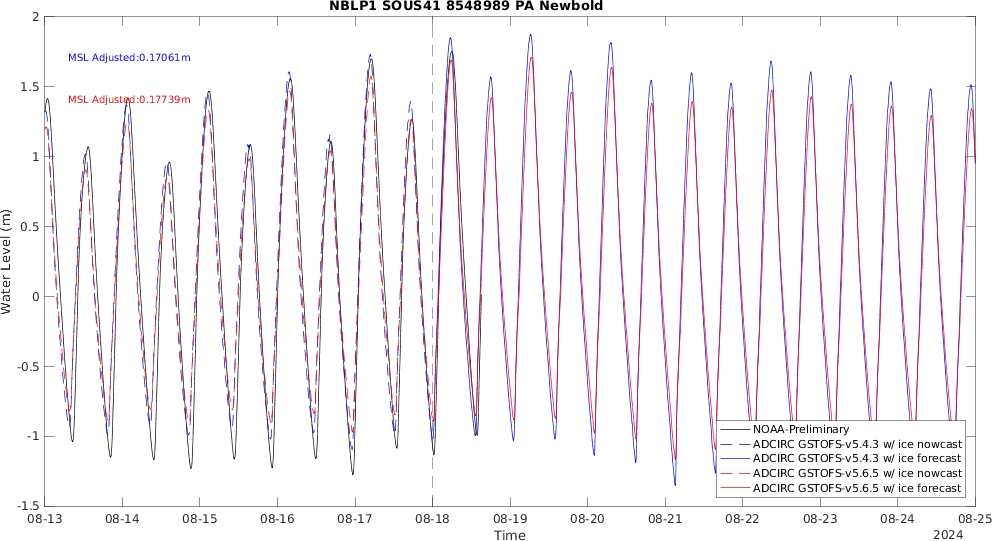 NBLP1 SOUS41 8548989 PA Newbold
MSL Adjusted:0.17061m
MSL Adjusted:0.17739m
Water Level (m)
2
1.5
1
0.5
0
-0.5
-1
-1.5
NOAA-Preliminary
ADCIRC GSTOFS-v5.4.3 w/ ice nowcast
ADCIRC GSTOFS-v5.4.3 w/ ice forecast
ADCIRC GSTOFS-v5.6.5 w/ ice nowcast
ADCIRC GSTOFS-v5.6.5 w/ ice forecast
08-13 08-14 08-15 08-16 08-17 08-18 08-19 08-20 08-21 08-22 08-23 08-24 08-25
Time
2024